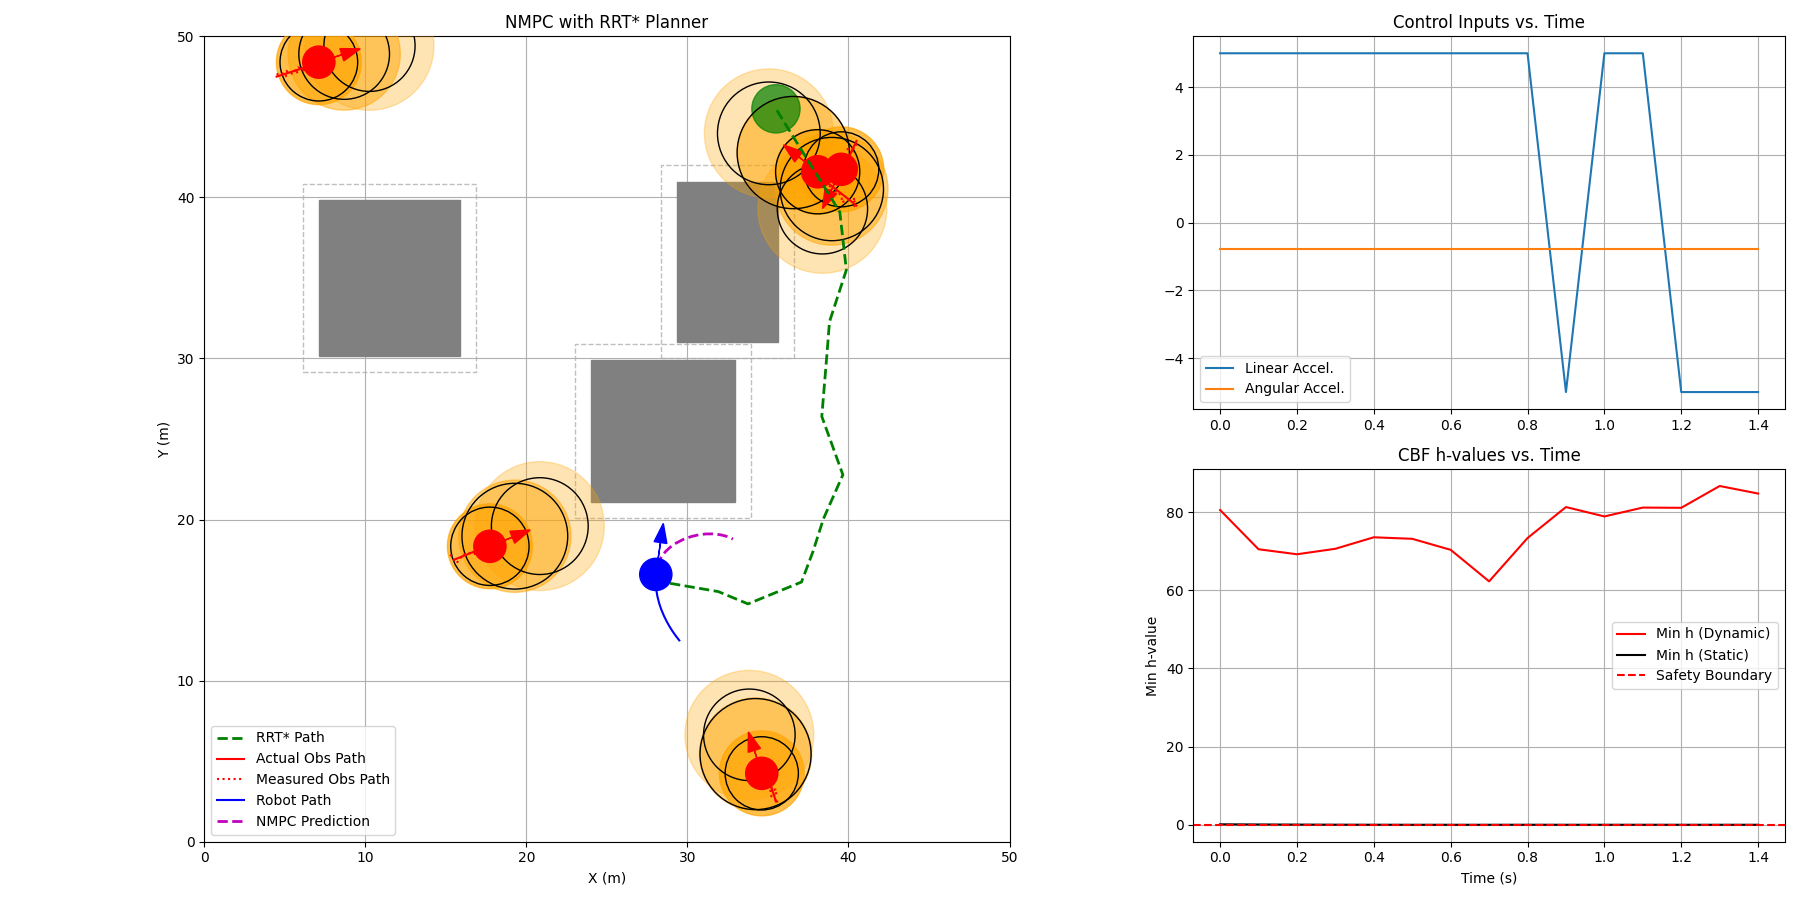 NMPC with RRT* Planner
50
40
30
20
10
0
Y (m)
0 10 20 30 40 50
X (m)
RRT* Path
Actual Obs Path
Measured Obs Path
Robot Path
NMPC Prediction
Control Inputs vs. Time
4
2
0
−2
−4
Linear Accel.
Angular Accel.
0.0 0.2 0.4 0.6 0.8 1.0 1.2 1.4
CBF h-values vs. Time
80
60
40
20
0
Min h-value
Min h (Dynamic)
Min h (Static)
Safety Boundary
0.0 0.2 0.4 0.6 0.8 1.0 1.2 1.4
Time (s)